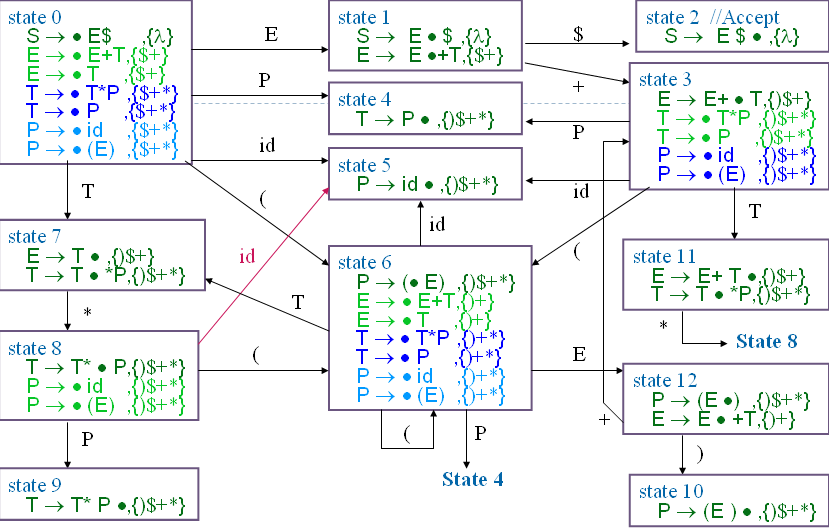 state 0
S → • E$ ,{λ}
E → • E+T,{$+}
E → • T ,{$+}
T → • T*P ,{$+*}
T → • P ,{$+*}
P → • id ,{$+*}
P → • (E) ,{$+*}
E
state 1
S → E • $ ,{λ}
E → E •+T,{$+}
$
state 2 //Accept
S → E $ • ,{λ}
P
state 4
T → P • ,{)$+*}
+
state 3
E → E+ • T,{)$+}
T → • T*P ,{)$+*}
T → • P ,{)$+*}
P → • id ,{)$+*}
P → • (E) ,{)$+*}
P
id
state 5
P → id • ,{)$+*}
id
T
(
id
(
T
state 7
E → T • ,{)$+}
T → T • *P,{)$+*}
id
T
state 6
P → (• E) ,{)$+*}
E → • E+T,{)+}
E → • T ,{)+}
T → • T*P ,{)+*}
T → • P ,{)+*}
P → • id ,{)+*}
P → • (E) ,{)+*}
state 11
E → E+ T •,{)$+}
T → T • *P,{)$+*}
*
*
State 8
state 8
T → T* • P,{)$+*}
P → • id ,{)$+*}
P → • (E) ,{)$+*}
(
E
state 12
P → (E •) ,{)$+*}
E → E • +T,{)+}
+
P
(
P
)
State 4
state 9
T → T* P •,{)$+*}
state 10
P → (E ) • ,{)$+*}